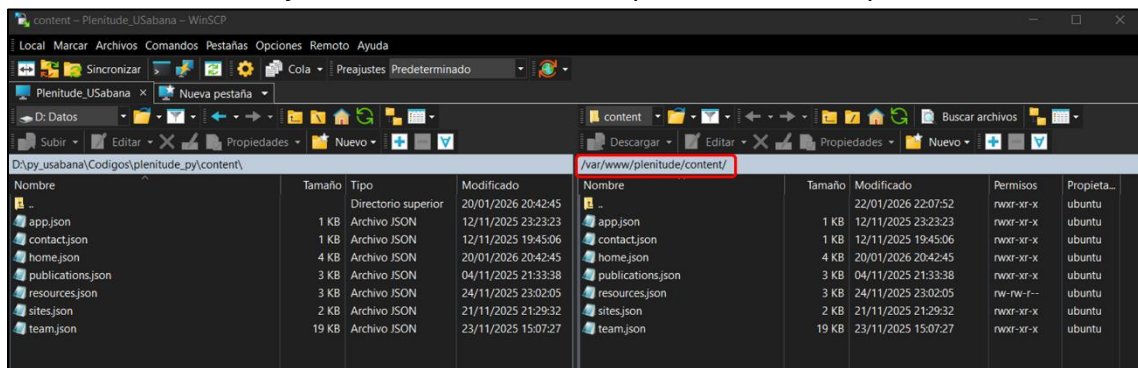 content – Plenitude_USabana – WinSCP
Local Marcar Archivos Comandos Pestañas Opciones Remoto Ayuda
Sincronizar Cola Preajustes Predeterminado
Plenitude_USabana × Nueva pestaña
D: Datos content Buscar archivos
Subir Editar Propiedades Nuevo Descargar Editar Propiedades Nuevo
D:\py_usabana\Codigos\plenitude_py\content\ /var/www/plenitude/content/
Nombre Tamaño Tipo Modificado Nombre Tamaño Modificado Permisos Propieta...
.. Directorio superior 20/01/2026 20:42:45 .. 22/01/2026 22:07:52 rwxr-xr-x ubuntu
app.json 1 KB Archivo JSON 12/11/2025 23:23:23 app.json 1 KB 12/11/2025 23:23:23 rwxr-xr-x ubuntu
contact.json 1 KB Archivo JSON 12/11/2025 19:45:06 contact.json 1 KB 12/11/2025 19:45:06 rwxr-xr-x ubuntu
home.json 4 KB Archivo JSON 20/01/2026 20:42:45 home.json 4 KB 20/01/2026 20:42:45 rwxr-xr-x ubuntu
publications.json 3 KB Archivo JSON 04/11/2025 21:33:38 publications.json 3 KB 04/11/2025 21:33:38 rwxr-xr-x ubuntu
resources.json 3 KB Archivo JSON 24/11/2025 23:02:05 resources.json 3 KB 24/11/2025 23:02:05 rw-rw-r-- ubuntu
sites.json 2 KB Archivo JSON 21/11/2025 21:29:32 sites.json 2 KB 21/11/2025 21:29:32 rwxr-xr-x ubuntu
team.json 19 KB Archivo JSON 23/11/2025 15:07:27 team.json 19 KB 23/11/2025 15:07:27 rwxr-xr-x ubuntu